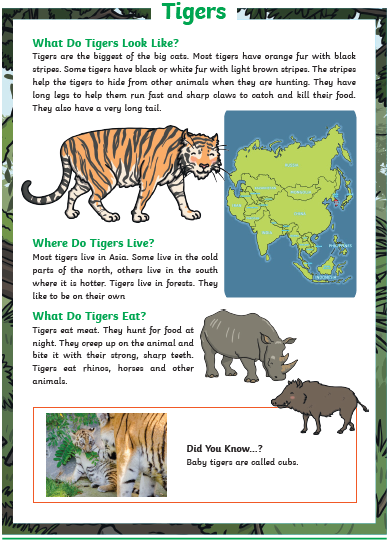 Tigers
What Do Tigers Look Like?
Tigers are the biggest of the big cats. Most tigers have orange fur with black
stripes. Some tigers have black or white fur with light brown stripes. The stripes
help the tigers to hide from other animals when they are hunting. They have
long legs to help them run fast and sharp claws to catch and kill their food.
They also have a very long tail.
Where Do Tigers Live?
Most tigers live in Asia. Some live in the cold
parts of the north, others live in the south
where it is hotter. Tigers live in forests. They
like to be on their own
PHILIPPINES
INDONESIA
What Do Tigers Eat?
Tigers eat meat. They hunt for food at
night. They creep up on the animal and
bite it with their strong, sharp teeth.
Tigers eat rhinos, horses and other
animals.
Did You Know...?
Baby tigers are called cubs.